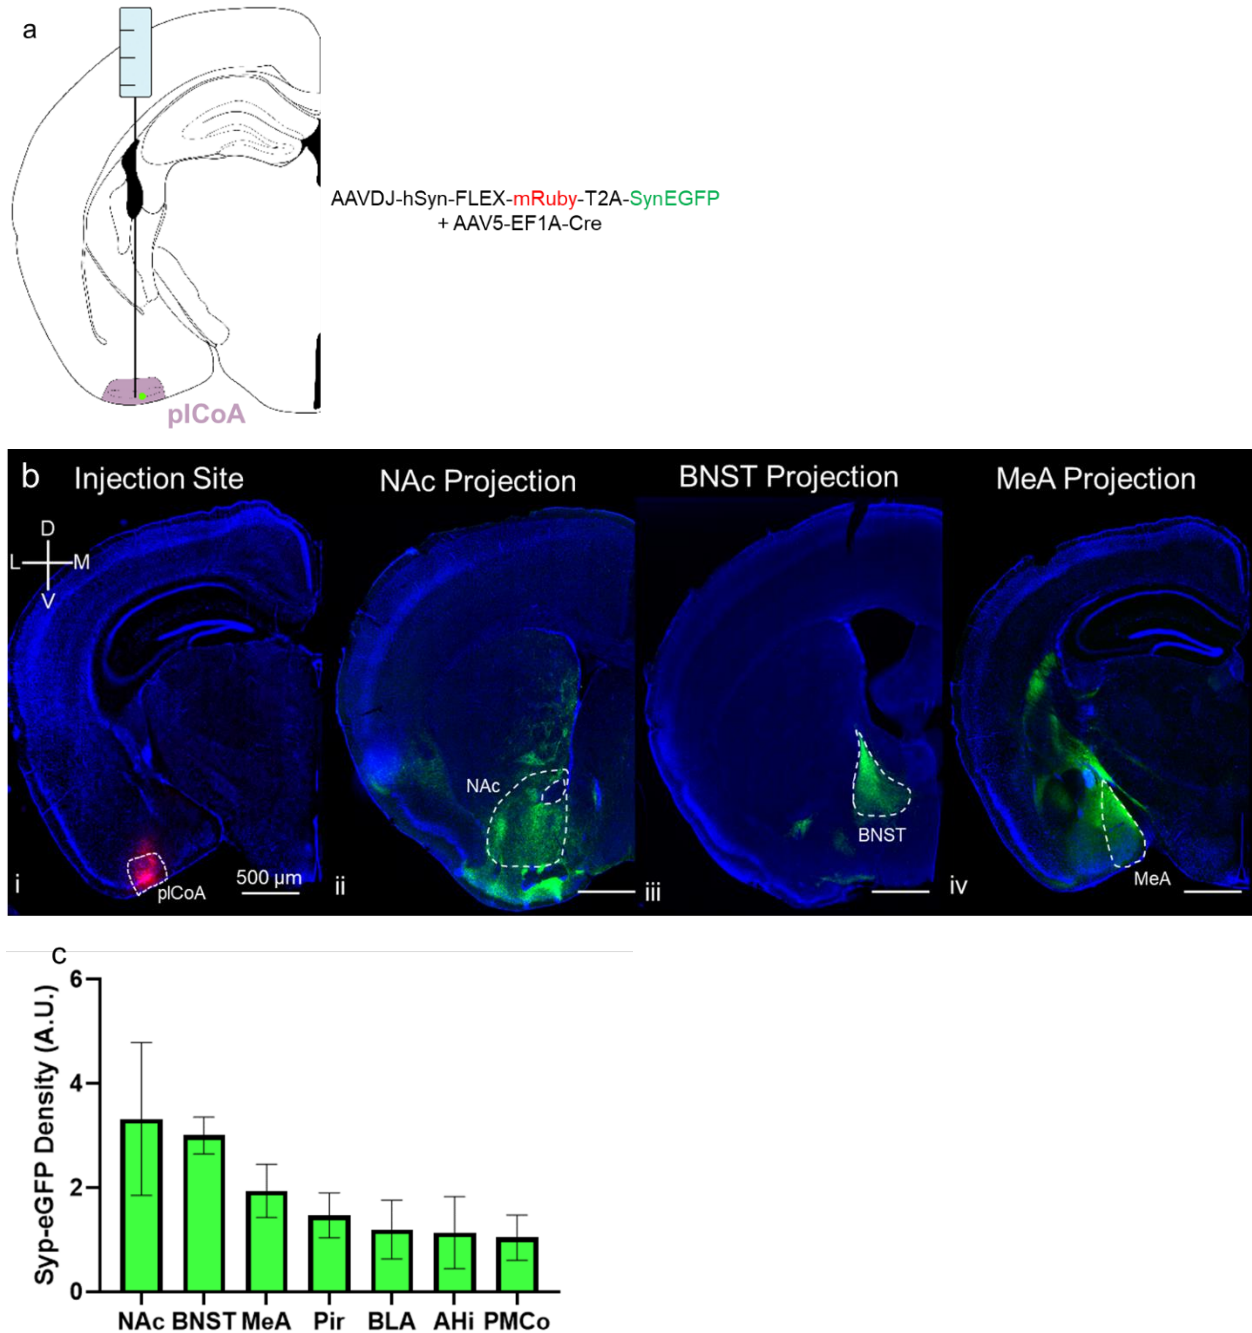 a
AAVDJ-hSyn-FLEX-mRuby-T2A-SynEGFP
+ AAV5-EF1A-Cre
plCoA
b
Injection Site
NAc Projection
BNST Projection
MeA Projection
D
L
M
V
NAc
BNST
MeA
plCoA
500 µm
i
ii
iii
iv
c
Syp-eGFP Density (A.U.)
6
4
2
0
NAc BNST MeA Pir BLA AHi PMCo